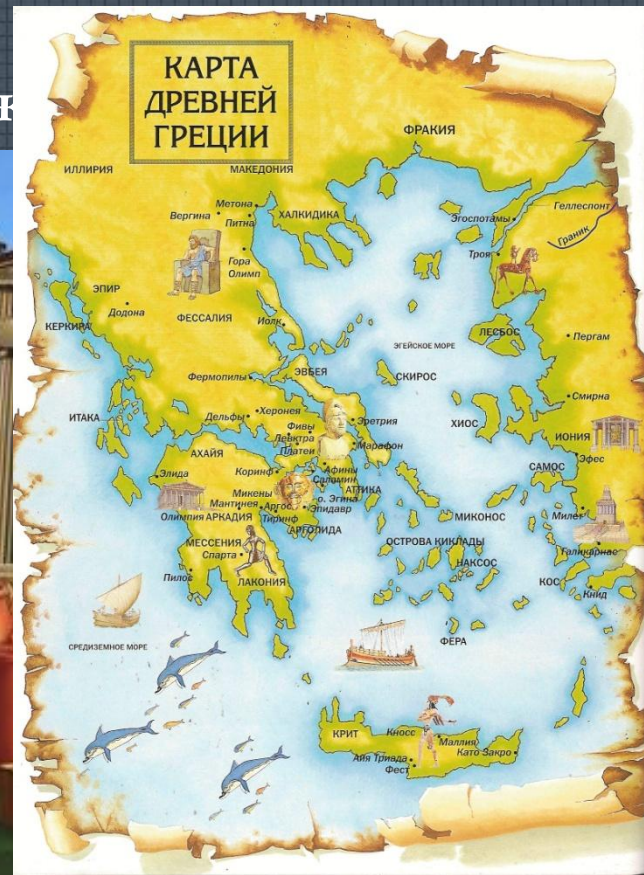 К
КАРТА
ДРЕВНЕЙ
ГРЕЦИИ
ФРАКИЯ
ИЛЛИРИЯ
МАКЕДОНИЯ
Метона
Вергина
Питна
ХАЛКИДИКА
Геллеспонт
Эгоспотамы
Граник
Троя
Гора
Олимп
ЭПИР
Додона
ФЕССАЛИЯ
Иолк
КЕРКИРА
ЛЕСБОС
Пергам
ЭГЕЙСКОЕ МОРЕ
Фермопилы
ЭВБЕЯ
СКИРОС
Смирна
ИТАКА
Дельфы
Херонея
Фивы
Эретрия
ХИОС
Левктра
Платеи
Марафон
ИОНИЯ
АХАЙЯ
Эфес
Элида
Коринф
Афины
САМОС
Саламин
АТТИКА
Микены
о. Эгина
Мантинея
Аргос
Эпидавр
Милет
Олимпия
АРКАДИЯ
Тиринф
МИКОНОС
АРГОЛИДА
МЕССЕНИЯ
ОСТРОВА КИКЛАДЫ
Галикарнас
Спарта
НАКСОС
Пилос
ЛАКОНИЯ
КОС
Книд
СРЕДИЗЕМНОЕ МОРЕ
ФЕРА
КРИТ
Кносс
Маллия
Като Закро
Айя Триада
Фест